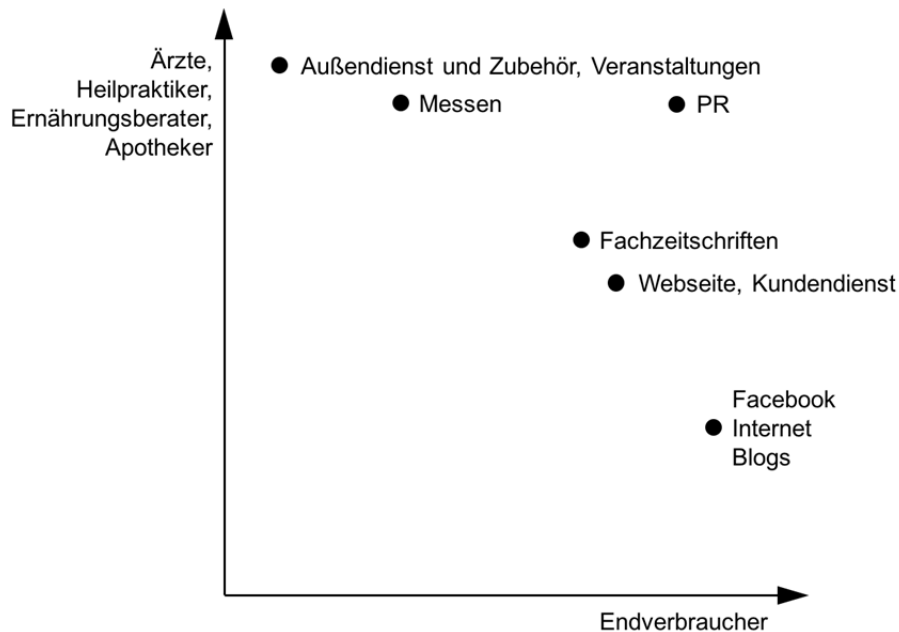 Ärzte,
Heilpraktiker,
Ernährungsberater,
Apotheker
Außendienst und Zubehör, Veranstaltungen
Messen
PR
Fachzeitschriften
Webseite, Kundendienst
Facebook
Internet
Blogs
Endverbraucher